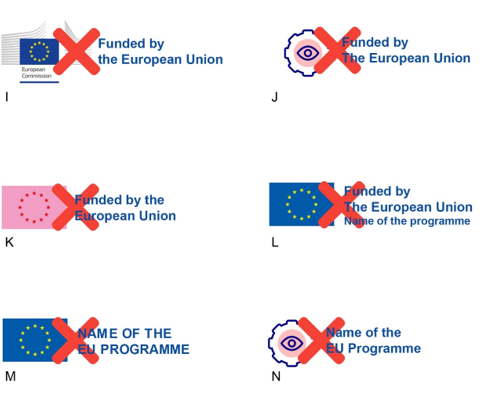 Funded by
the European Union
European
Commission
I
Funded by
The European Union
J
Funded by the
European Union
K
Funded by
The European Union
Name of the programme
L
NAME OF THE
EU PROGRAMME
M
Name of the
EU Programme
N